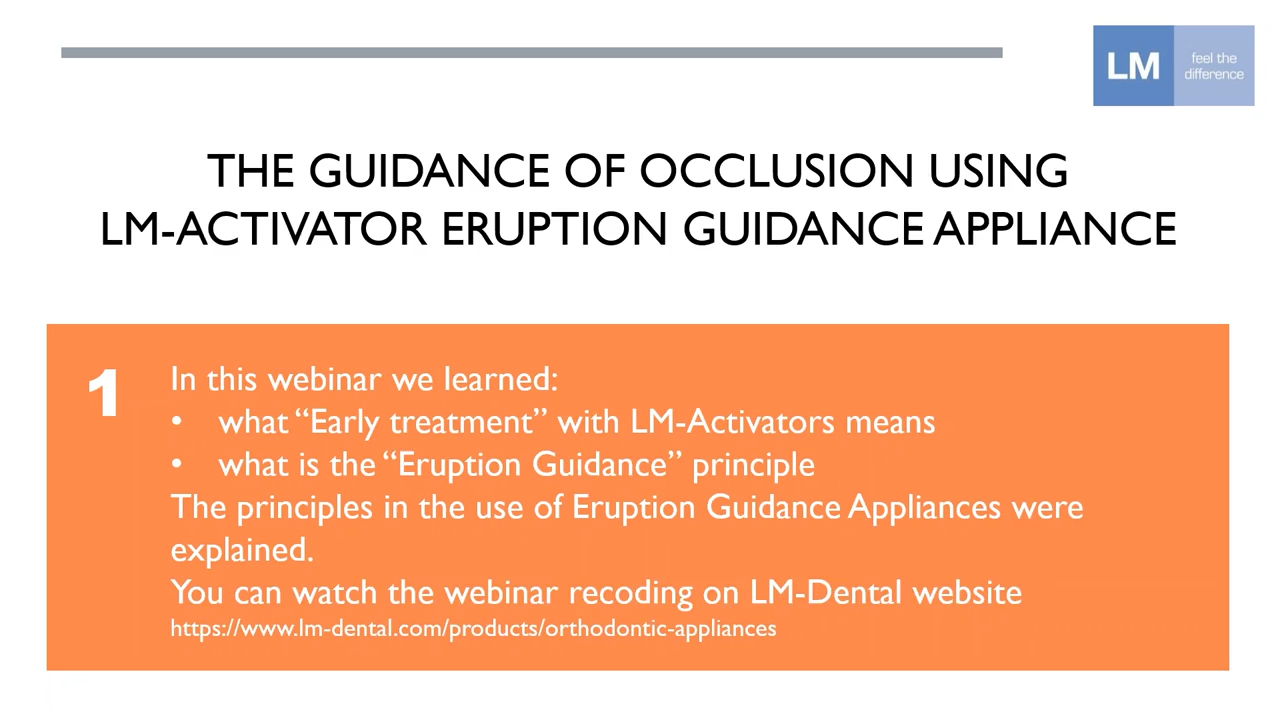 LM
feel the
difference
THE GUIDANCE OF OCCLUSION USING
LM-ACTIVATOR ERUPTION GUIDANCE APPLIANCE
1
In this webinar we learned:
• what “Early treatment” with LM-Activators means
• what is the “Eruption Guidance” principle
The principles in the use of Eruption Guidance Appliances were
explained.
You can watch the webinar recoding on LM-Dental website
https://www.lm-dental.com/products/orthodontic-appliances